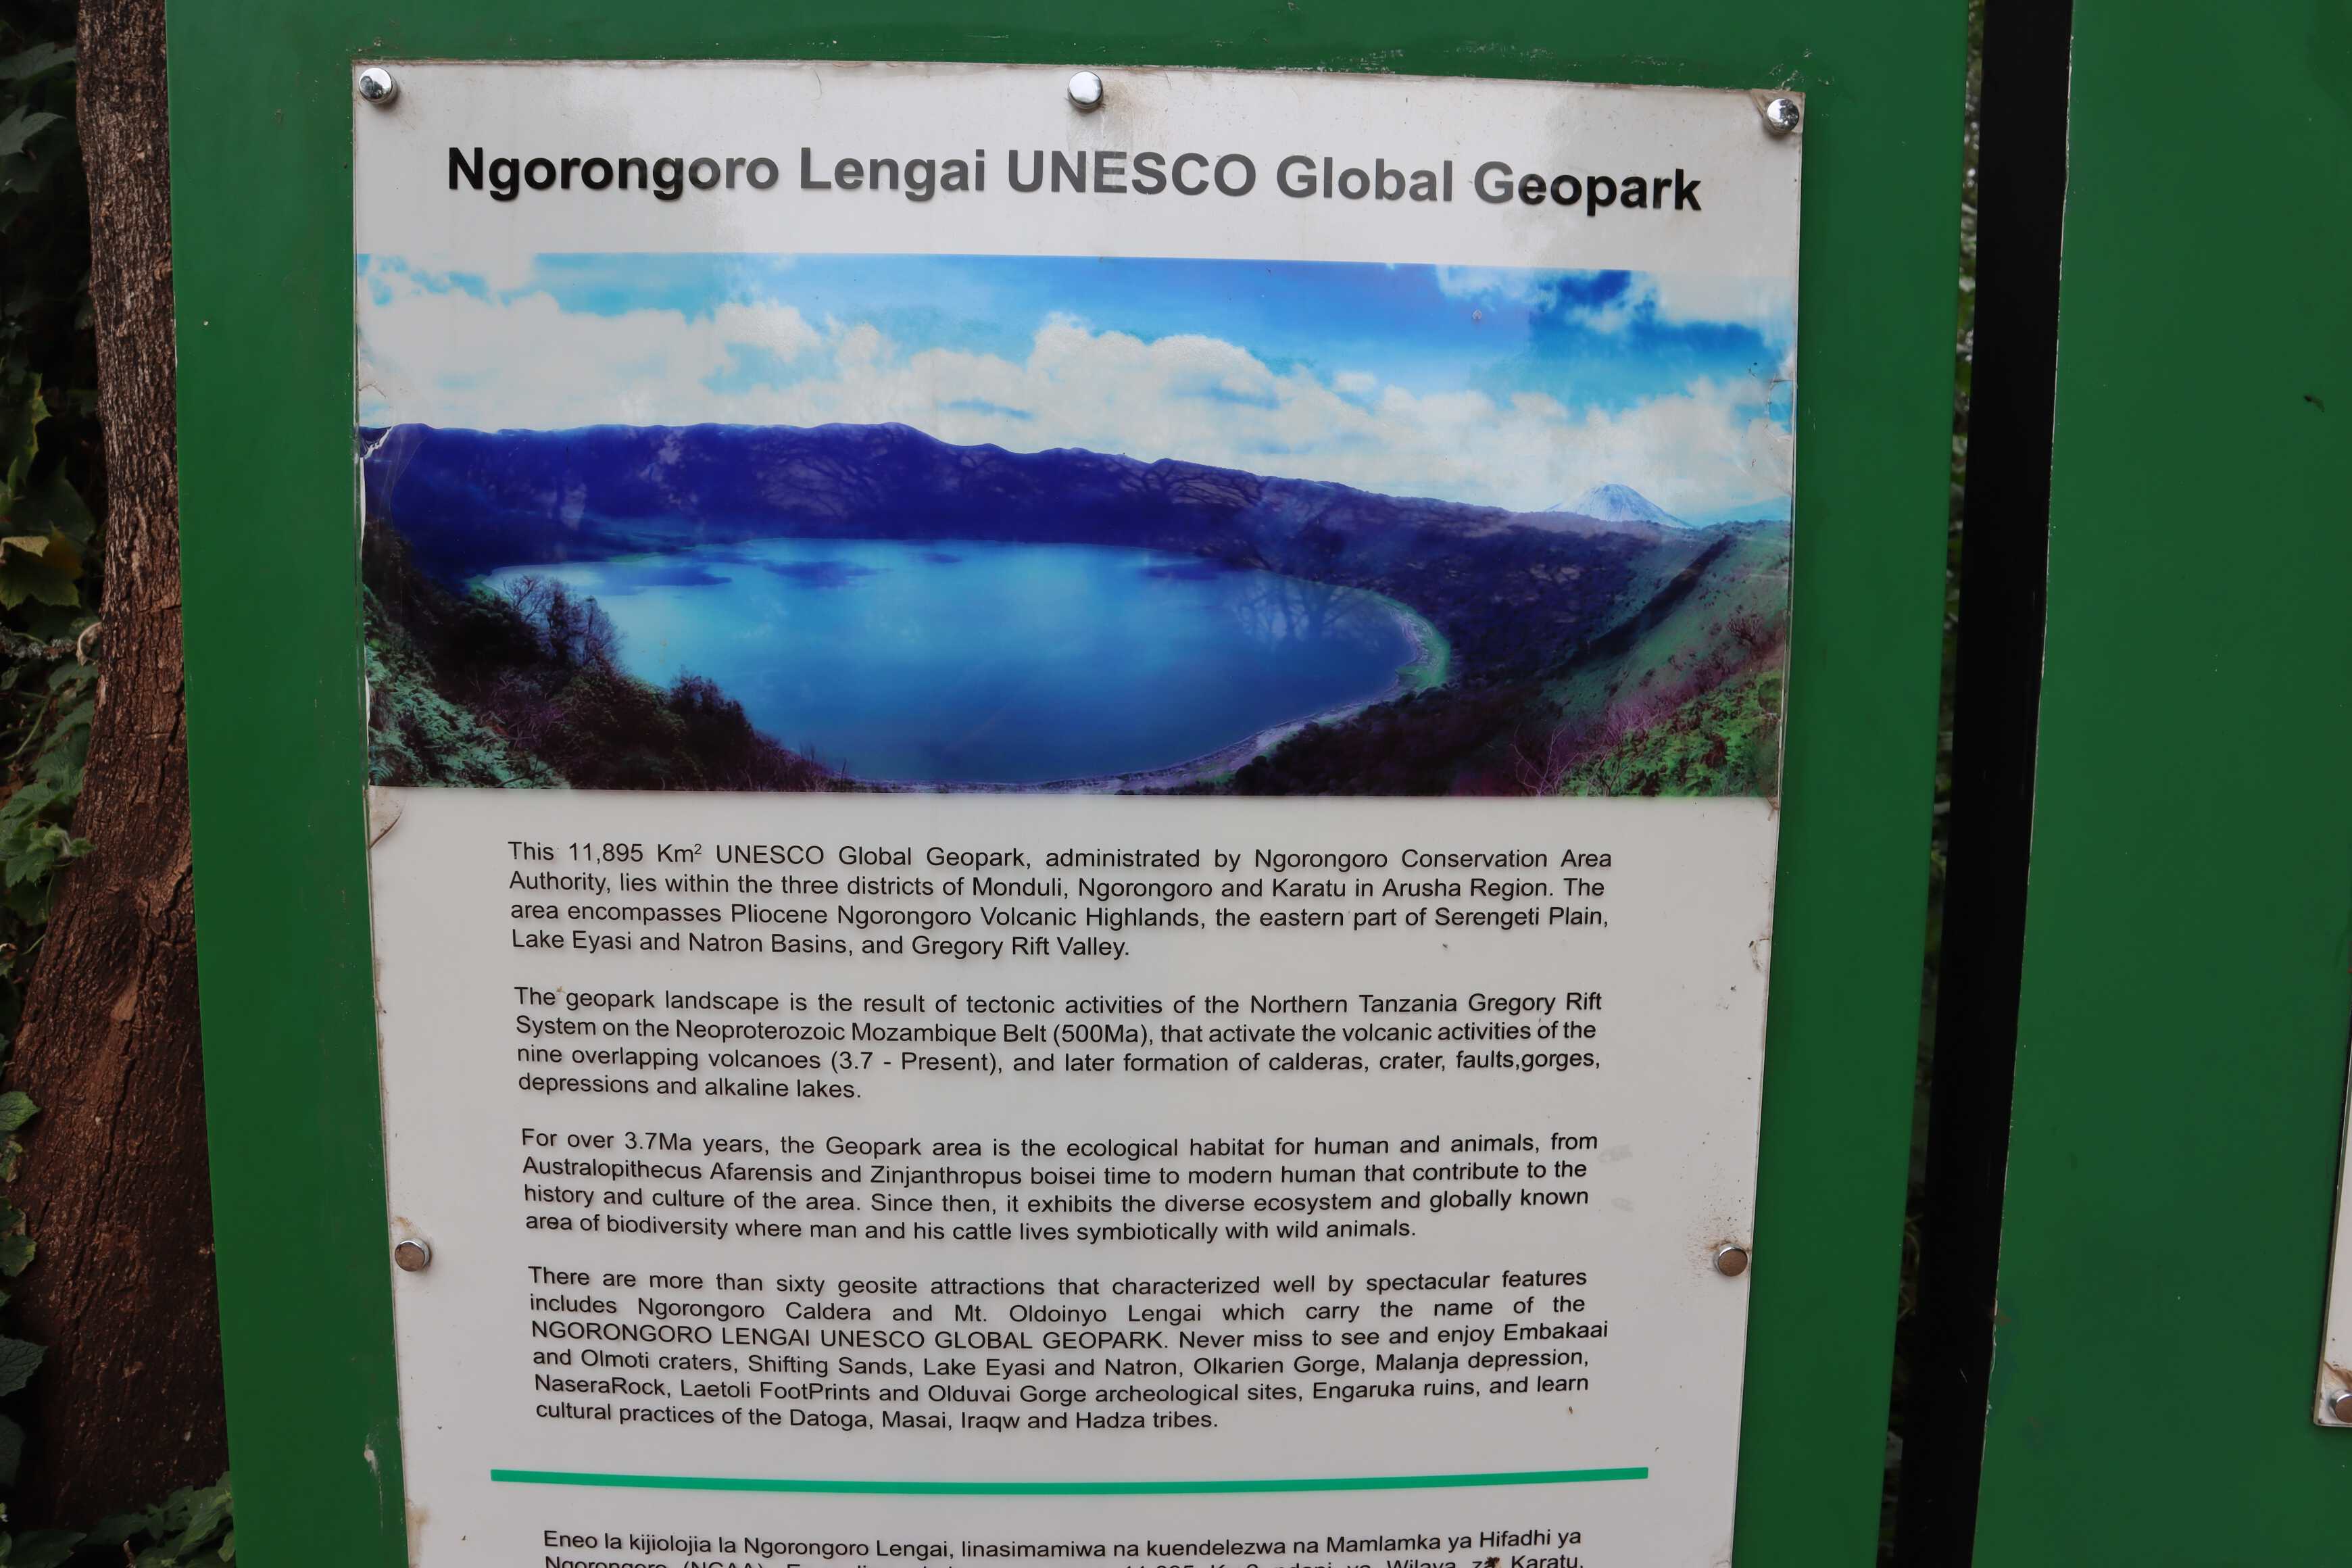 Ngorongoro Lengai UNESCO Global Geopark
This 11,895 Km² UNESCO Global Geopark, administrated by Ngorongoro Conservation Area
Authority, lies within the three districts of Monduli, Ngorongoro and Karatu in Arusha Region. The
area encompasses Pliocene Ngorongoro Volcanic Highlands, the eastern part of Serengeti Plain,
Lake Eyasi and Natron Basins, and Gregory Rift Valley.
The geopark landscape is the result of tectonic activities of the Northern Tanzania Gregory Rift
System on the Neoproterozoic Mozambique Belt (500Ma), that activate the volcanic activities of the
nine overlapping volcanoes (3.7 - Present), and later formation of calderas, crater, faults,gorges,
depressions and alkaline lakes.
For over 3.7Ma years, the Geopark area is the ecological habitat for human and animals, from
Australopithecus Afarensis and Zinjanthropus boisei time to modern human that contribute to the
history and culture of the area. Since then, it exhibits the diverse ecosystem and globally known
area of biodiversity where man and his cattle lives symbiotically with wild animals.
There are more than sixty geosite attractions that characterized well by spectacular features
includes Ngorongoro Caldera and Mt. Oldoinyo Lengai which carry the name of the
NGORONGORO LENGAI UNESCO GLOBAL GEOPARK. Never miss to see and enjoy Embakaai
and Olmoti craters, Shifting Sands, Lake Eyasi and Natron, Olkarien Gorge, Malanja depression,
NaseraRock, Laetoli FootPrints and Olduvai Gorge archeological sites, Engaruka ruins, and learn
cultural practices of the Datoga, Masai, Iraqw and Hadza tribes.
Eneo la kijiolojia la Ngorongoro Lengai, linasimamiwa na kuendelezwa na Mamlamka ya Hifadhi ya
Ngorongoro (NCAA). ya Wilaya za Karatu,